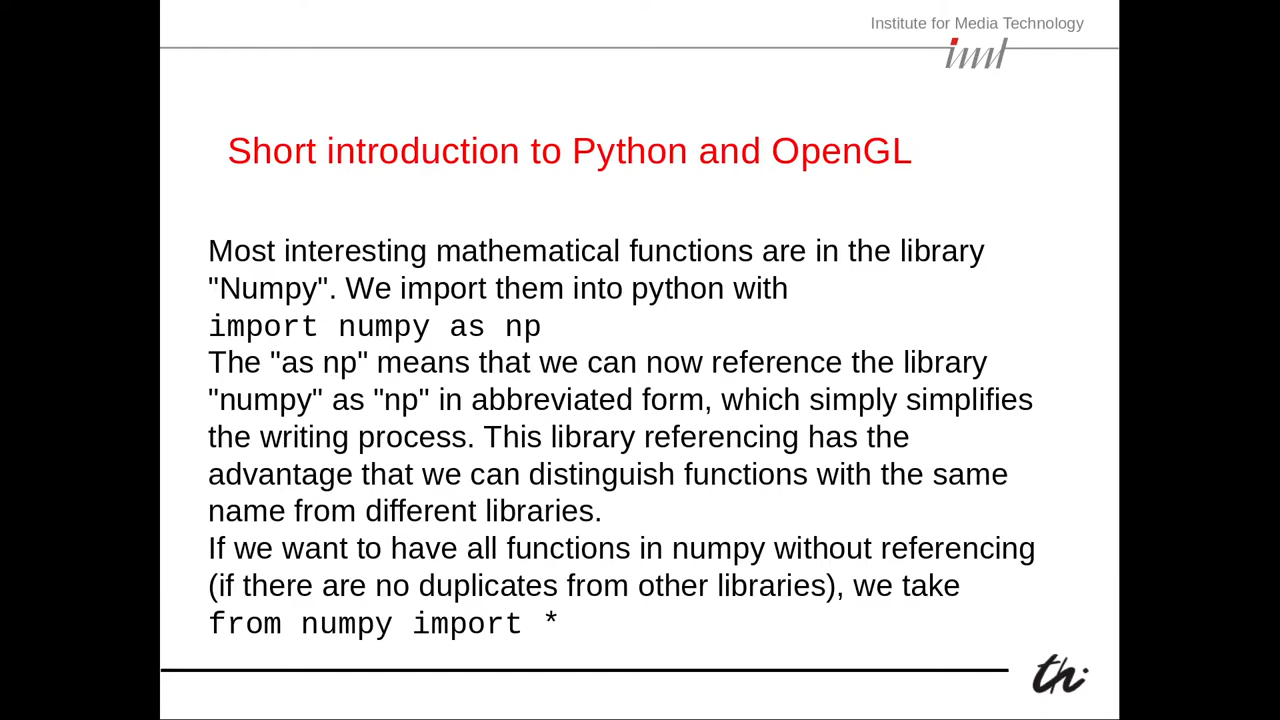 Institute for Media Technology
imt
Short introduction to Python and OpenGL
Most interesting mathematical functions are in the library
"Numpy". We import them into python with
import numpy as np
The "as np" means that we can now reference the library
"numpy" as "np" in abbreviated form, which simply simplifies
the writing process. This library referencing has the
advantage that we can distinguish functions with the same
name from different libraries.
If we want to have all functions in numpy without referencing
(if there are no duplicates from other libraries), we take
from numpy import *
th